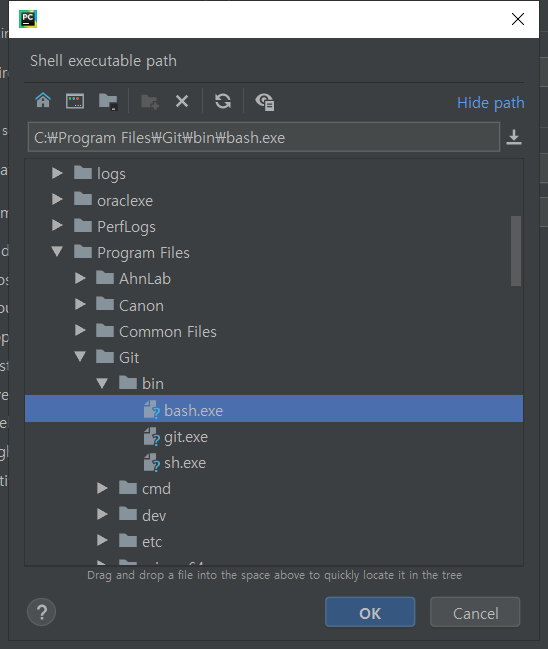 PC
Shell executable path
Hide path
C:₩Program Files₩Git₩bin₩bash.exe
logs
oraclexe
PerfLogs
Program Files
AhnLab
Canon
Common Files
Git
bin
bash.exe
git.exe
sh.exe
cmd
dev
etc
Drag and drop a file into the space above to quickly locate it in the tree
? OK Cancel